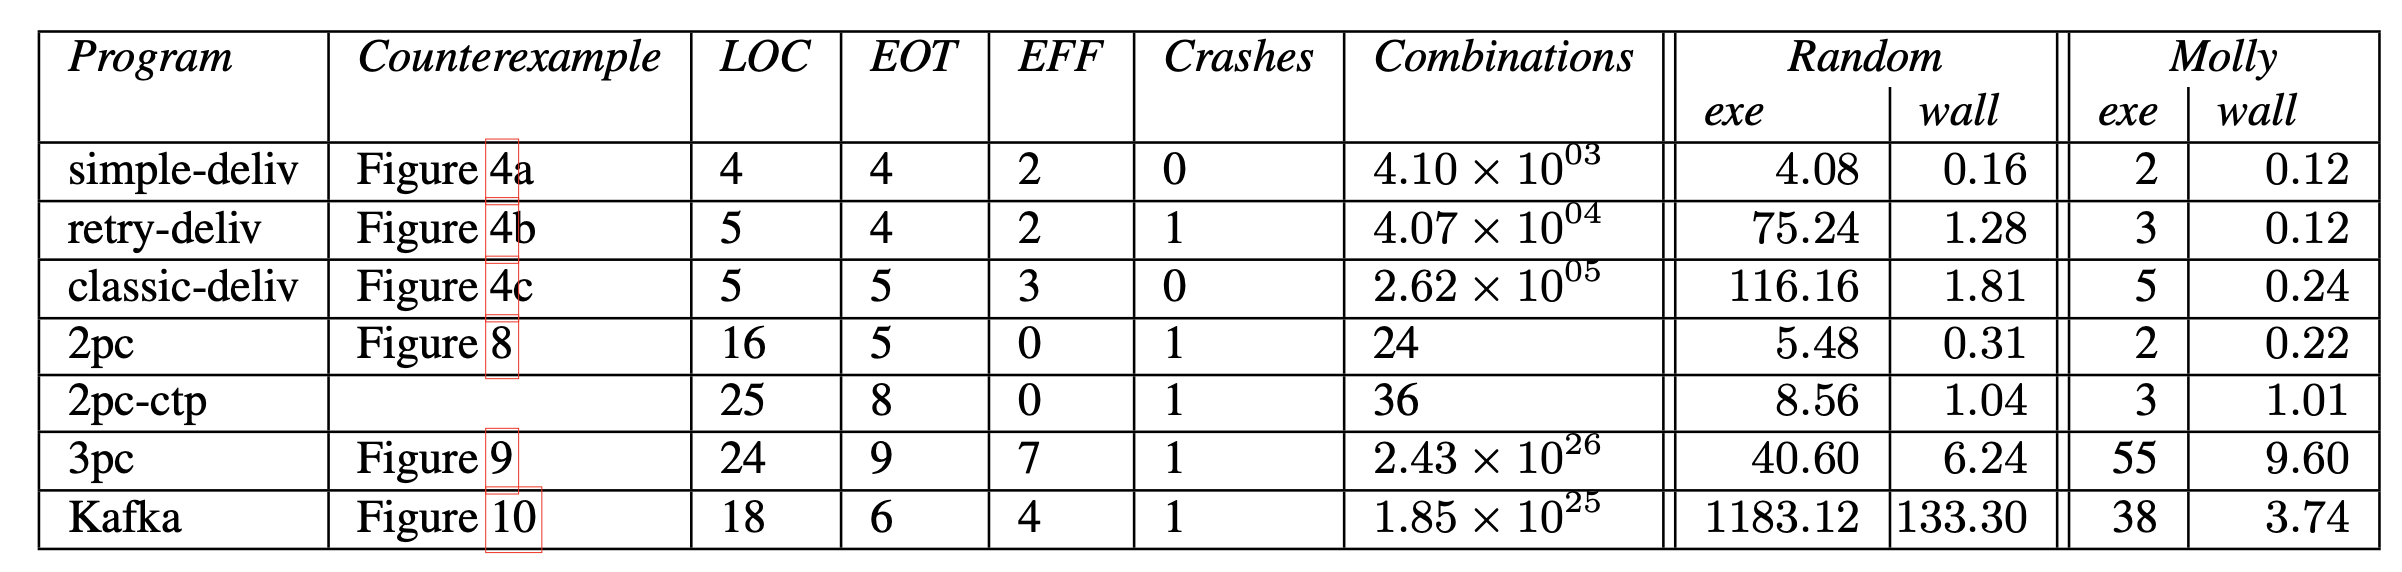 Program Counterexample LOC EOT EFF Crashes Combinations Random Molly
exe wall exe wall
simple-deliv Figure 4a 4 4 2 0 4.10 × 10^03 4.08 0.16 2 0.12
retry-deliv Figure 4b 5 4 2 1 4.07 × 10^04 75.24 1.28 3 0.12
classic-deliv Figure 4c 5 5 3 0 2.62 × 10^05 116.16 1.81 5 0.24
2pc Figure 8 16 5 0 1 24 5.48 0.31 2 0.22
2pc-ctp 25 8 0 1 36 8.56 1.04 3 1.01
3pc Figure 9 24 9 7 1 2.43 × 10^26 40.60 6.24 55 9.60
Kafka Figure 10 18 6 4 1 1.85 × 10^25 1183.12 133.30 38 3.74